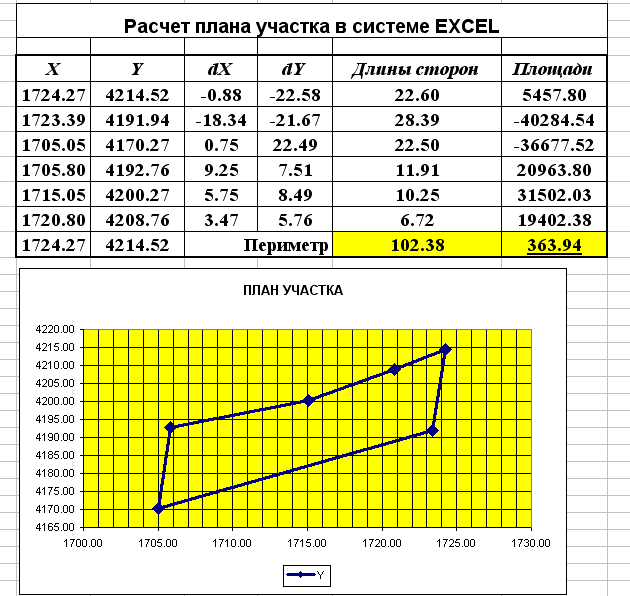 Расчет плана участка в системе EXCEL
X Y dX dY Длины сторон Площади
1724.27 4214.52 -0.88 -22.58 22.60 5457.80
1723.39 4191.94 -18.34 -21.67 28.39 -40284.54
1705.05 4170.27 0.75 22.49 22.50 -36677.52
1705.80 4192.76 9.25 7.51 11.91 20963.80
1715.05 4200.27 5.75 8.49 10.25 31502.03
1720.80 4208.76 3.47 5.76 6.72 19402.38
1724.27 4214.52 Периметр 102.38 363.94
ПЛАН УЧАСТКА
4220.00
4215.00
4210.00
4205.00
4200.00
4195.00
4190.00
4185.00
4180.00
4175.00
4170.00
4165.00
1700.00 1705.00 1710.00 1715.00 1720.00 1725.00 1730.00
Y